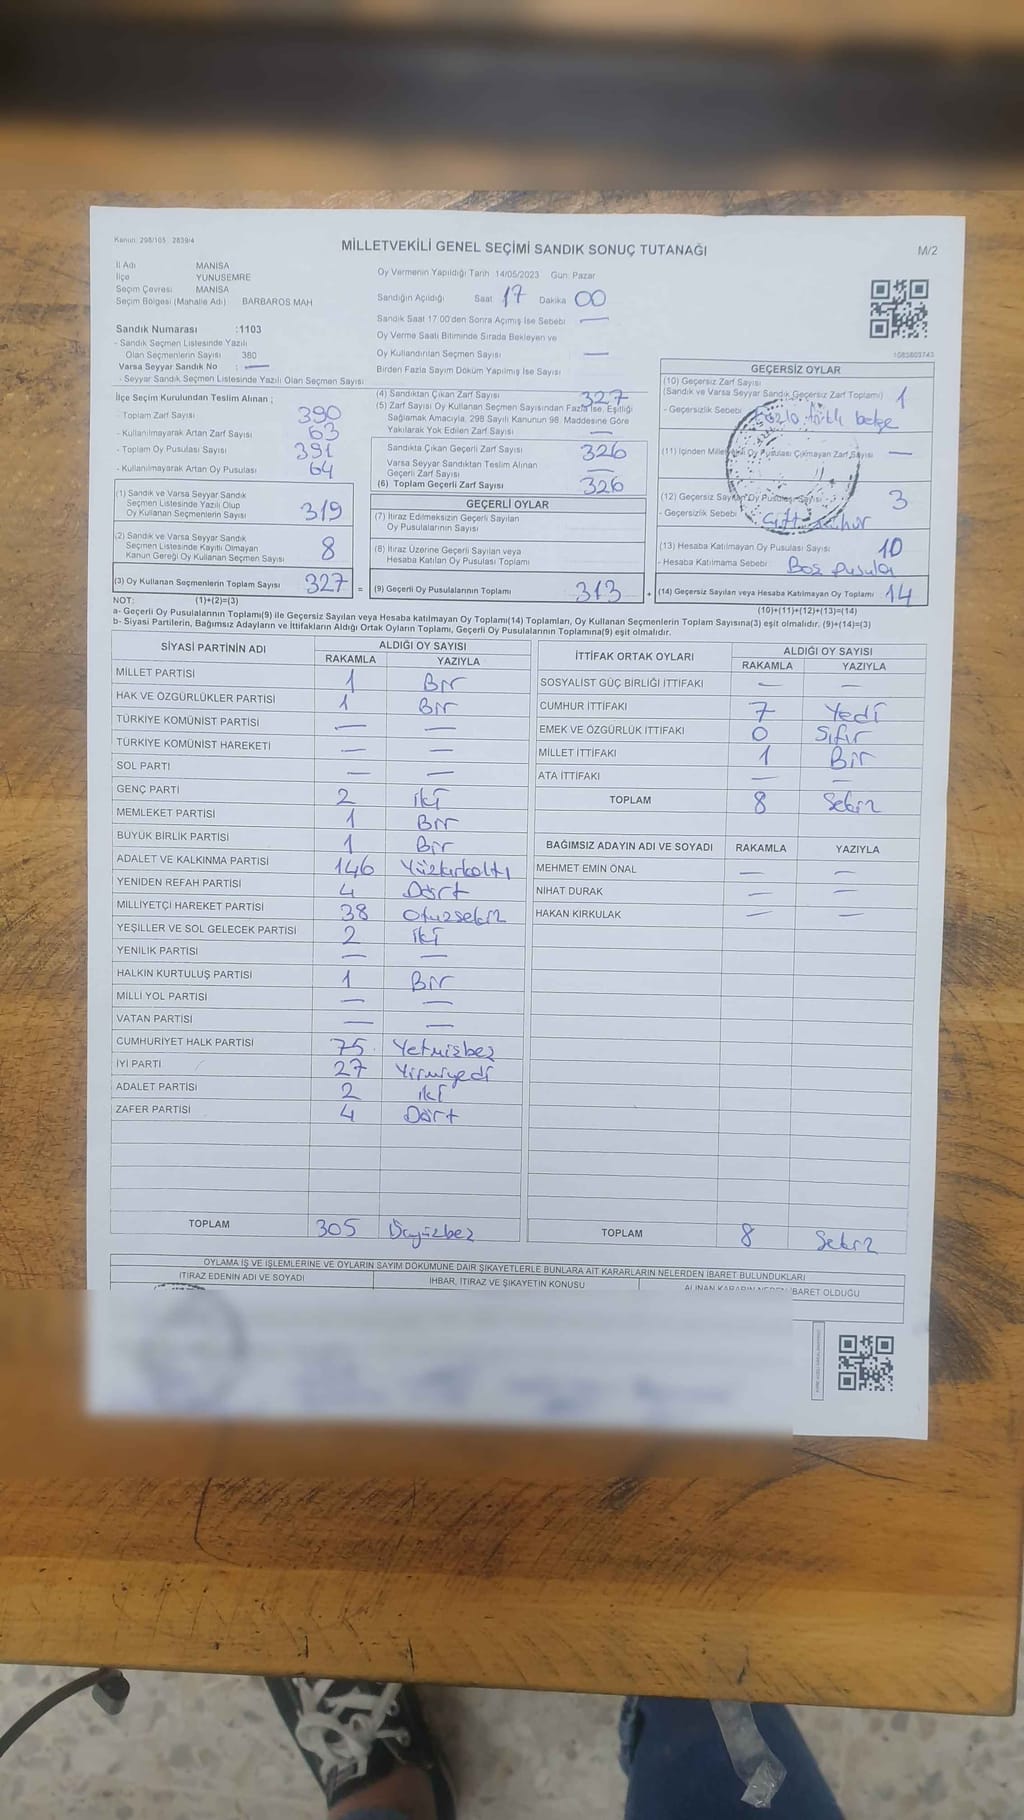 Kanun: 298/105 2839/4
MİLLETVEKİLİ GENEL SEÇİMİ SANDIK SONUÇ TUTANAĞI
M/2
İl Adı MANİSA
İlçe YUNUSEMRE
Seçim Çevresi MANİSA
Seçim Bölgesi (Mahalle Adı) BARBAROS MAH
Sandık Numarası :1103
- Sandık Seçmen Listesinde Yazılı
Olan Seçmenlerin Sayısı 380
Varsa Seyyar Sandık No : —
- Seyyar Sandık Seçmen Listesinde Yazılı Olan Seçmen Sayısı
Oy Vermenin Yapıldığı Tarih 14/05/2023 Gün: Pazar
Sandığın Açıldığı Saat 17 Dakika 00
Sandık Saat 17:00'den Sonra Açımış İse Sebebi —
Oy Verme Saati Bitiminde Sırada Bekleyen ve
Oy Kullandırılan Seçmen Sayısı —
Birden Fazla Sayım Döküm Yapılmış İse Sayısı
1083803743
İlçe Seçim Kurulundan Teslim Alınan ;
- Toplam Zarf Sayısı 390
- Kullanılmayarak Artan Zarf Sayısı 63
- Toplam Oy Pusulası Sayısı 391
- Kullanılmayarak Artan Oy Pusulası 64
(1) Sandık ve Varsa Seyyar Sandık
Seçmen Listesinde Yazılı Olup
Oy Kullanan Seçmenlerin Sayısı 319
(2) Sandık ve Varsa Seyyar Sandık
Seçmen Listesinde Kayıtlı Olmayan
Kanun Gereği Oy Kullanan Seçmen Sayısı 8
(3) Oy Kullanan Seçmenlerin Toplam Sayısı 327 =
(4) Sandıktan Çıkan Zarf Sayısı 327
(5) Zarf Sayısı Oy Kullanan Seçmen Sayısından Fazla İse, Eşitliği
Sağlamak Amacıyla, 298 Sayılı Kanunun 98. Maddesine Göre
Yakılarak Yok Edilen Zarf Sayısı —
Sandıkta Çıkan Geçerli Zarf Sayısı 326
Varsa Seyyar Sandıktan Teslim Alınan
Geçerli Zarf Sayısı —
(6) Toplam Geçerli Zarf Sayısı 326
GEÇERLİ OYLAR
(7) İtiraz Edilmeksizin Geçerli Sayılan
Oy Pusulalarının Sayısı
(8) İtiraz Üzerine Geçerli Sayılan veya
Hesaba Katılan Oy Pusulası Toplamı
(9) Geçerli Oy Pusulalarının Toplamı 313 +
GEÇERSİZ OYLAR
(10) Geçersiz Zarf Sayısı
(Sandık ve Varsa Seyyar Sandık Geçersiz Zarf Toplamı) 1
- Geçersizlik Sebebi belge
(11) İçinden Oy Pusulası Çıkmayan Zarf Sayısı —
(12) Geçersiz Sayılan Oy Pusulası Sayısı 3
- Geçersizlik Sebebi Çift mühür
(13) Hesaba Katılmayan Oy Pusulası Sayısı 10
- Hesaba Katılmama Sebebi Boş pusula
(14) Geçersiz Sayılan veya Hesaba Katılmayan Oy Toplamı 14
NOT: (1)+(2)=(3) (10)+(11)+(12)+(13)=(14)
a- Geçerli Oy Pusulalarının Toplamı(9) ile Geçersiz Sayılan veya Hesaba katılmayan Oy Toplamı(14) Toplamları, Oy Kullanan Seçmenlerin Toplam Sayısına(3) eşit olmalıdır. (9)+(14)=(3)
b- Siyasi Partilerin, Bağımsız Adayların ve İttifakların Aldığı Ortak Oyların Toplamı, Geçerli Oy Pusulalarının Toplamına(9) eşit olmalıdır.
SİYASİ PARTİNİN ADI ALDIĞI OY SAYISI
RAKAMLA YAZIYLA
MİLLET PARTİSİ 1 Bir
HAK VE ÖZGÜRLÜKLER PARTİSİ 1 Bir
TÜRKİYE KOMÜNİST PARTİSİ — —
TÜRKİYE KOMÜNİST HAREKETİ — —
SOL PARTİ — —
GENÇ PARTİ 2 iki
MEMLEKET PARTİSİ 1 Bir
BÜYÜK BİRLİK PARTİSİ 1 Bir
ADALET VE KALKINMA PARTİSİ 146 Yüzkırkaltı
YENİDEN REFAH PARTİSİ 4 Dört
MİLLİYETÇİ HAREKET PARTİSİ 38 otuzsekiz
YEŞİLLER VE SOL GELECEK PARTİSİ 2 iki
YENİLİK PARTİSİ — —
HALKIN KURTULUŞ PARTİSİ 1 Bir
MİLLİ YOL PARTİSİ — —
VATAN PARTİSİ — —
CUMHURİYET HALK PARTİSİ 75 Yetmişbeş
İYİ PARTİ 27 Yirmiyedi
ADALET PARTİSİ 2 iki
ZAFER PARTİSİ 4 Dört
TOPLAM 305 Üçyüzbeş
İTTİFAK ORTAK OYLARI ALDIĞI OY SAYISI
RAKAMLA YAZIYLA
SOSYALİST GÜÇ BİRLİĞİ İTTİFAKI — —
CUMHUR İTTİFAKI 7 Yedi
EMEK VE ÖZGÜRLÜK İTTİFAKI 0 Sıfır
MİLLET İTTİFAKI 1 Bir
ATA İTTİFAKI — —
TOPLAM 8 Sekiz
BAĞIMSIZ ADAYIN ADI VE SOYADI RAKAMLA YAZIYLA
MEHMET EMİN ÖNAL — —
NİHAT DURAK — —
HAKAN KIRKULAK — —
TOPLAM 8 Sekiz
OYLAMA İŞ VE İŞLEMLERİNE VE OYLARIN SAYIM DÖKÜMÜNE DAİR ŞİKAYETLERLE BUNLARA AİT KARARLARIN NELERDEN İBARET BULUNDUKLARI
İTİRAZ EDENİN ADI VE SOYADI İHBAR, İTİRAZ VE ŞİKAYETİN KONUSU ALINAN KARARIN NEDEN İBARET OLDUĞU